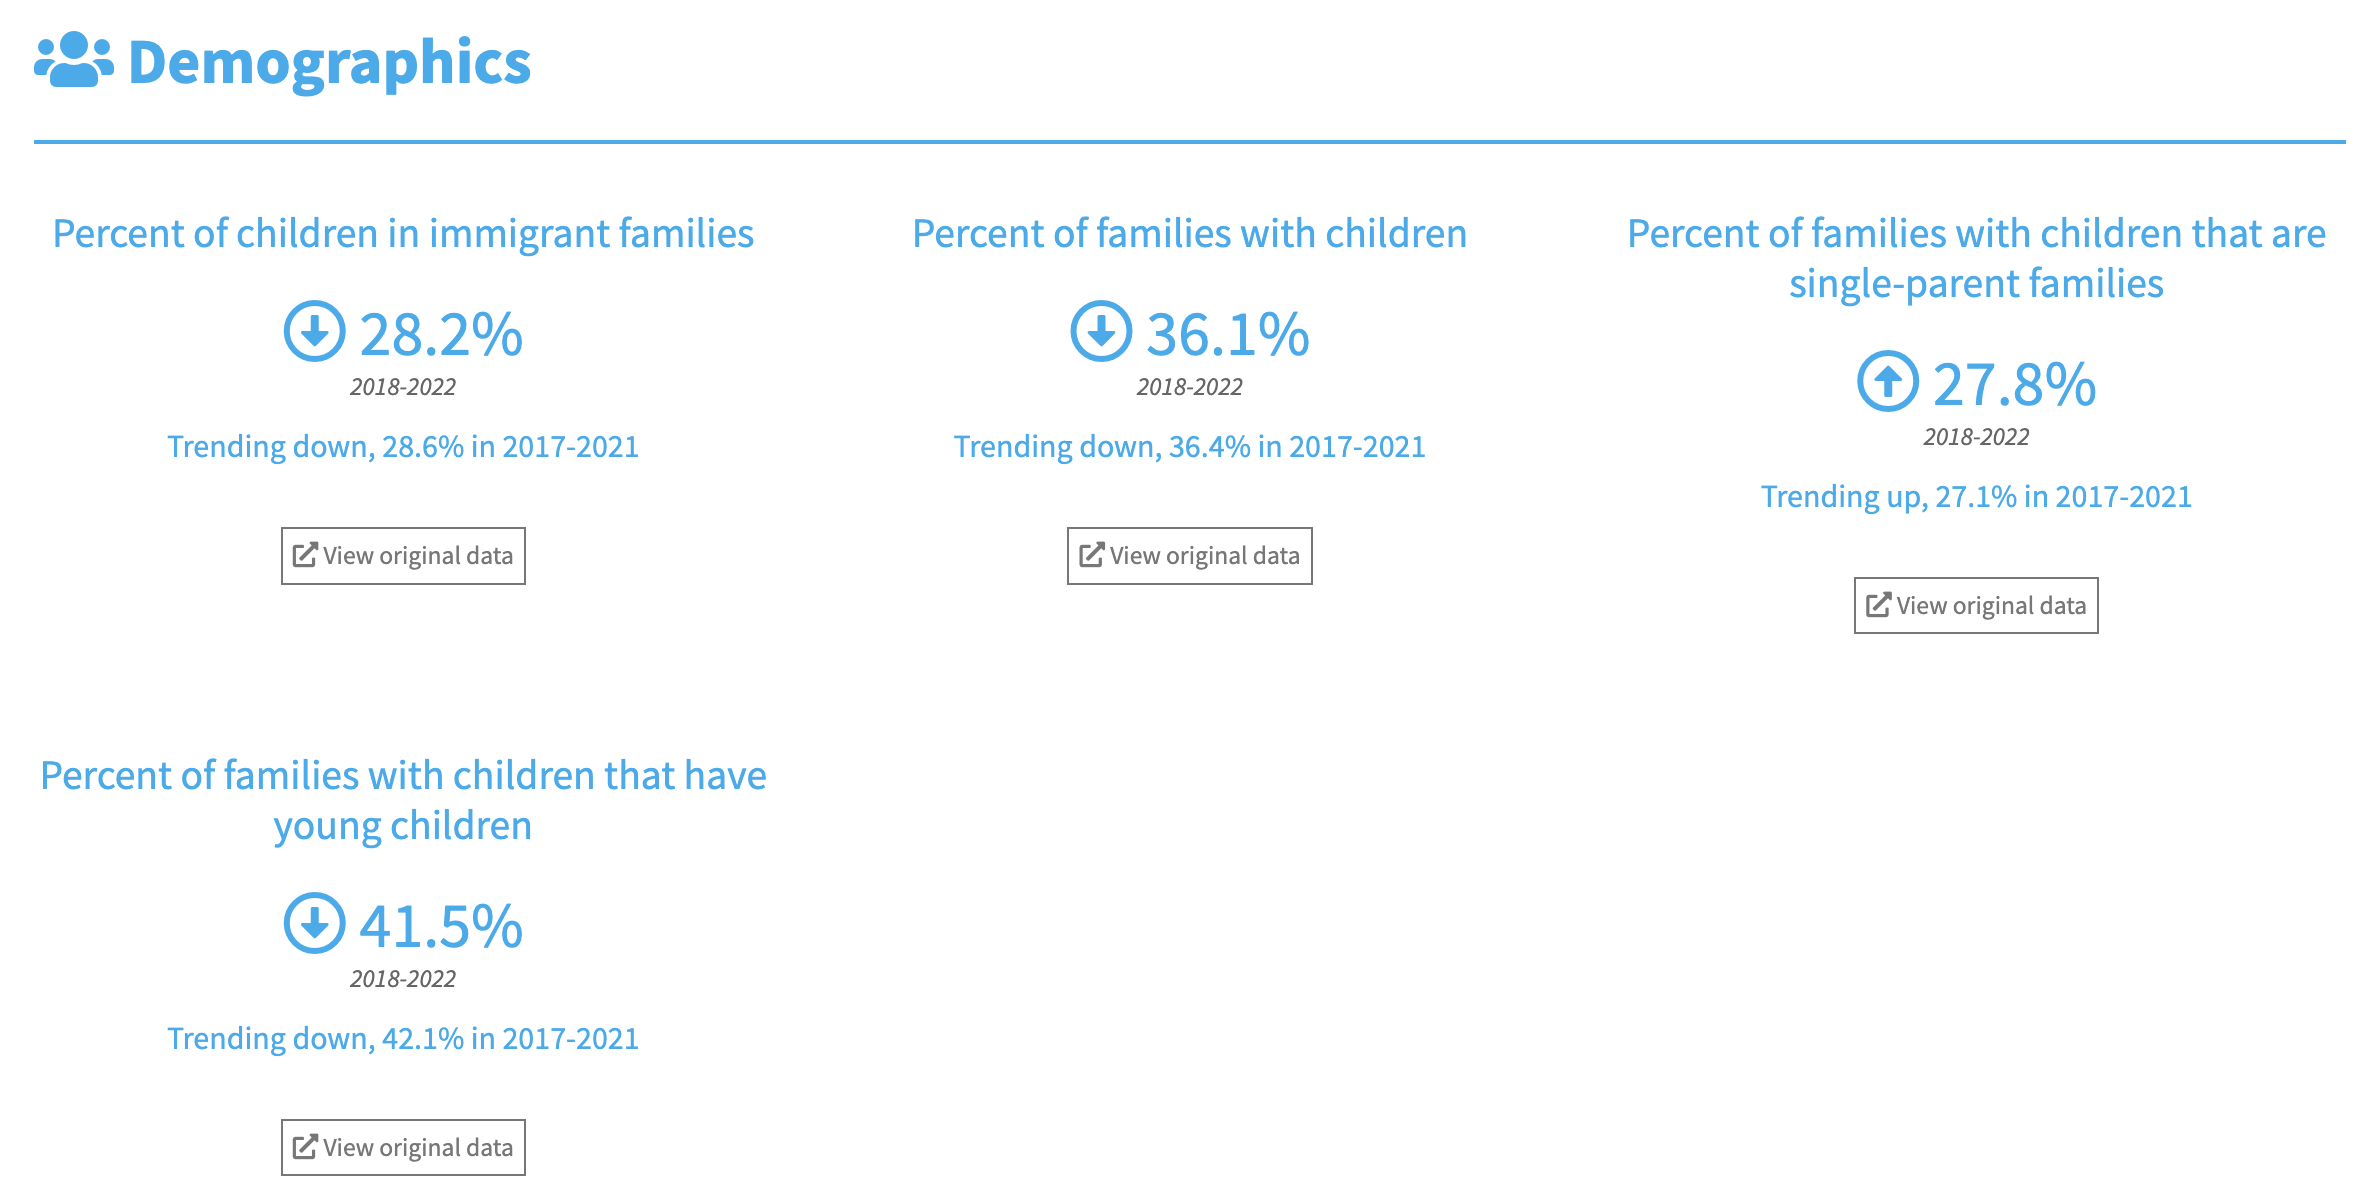 Demographics
Percent of children in immigrant families
28.2%
2018-2022
Trending down, 28.6% in 2017-2021
View original data
Percent of families with children
36.1%
2018-2022
Trending down, 36.4% in 2017-2021
View original data
Percent of families with children that are
single-parent families
27.8%
2018-2022
Trending up, 27.1% in 2017-2021
View original data
Percent of families with children that have
young children
41.5%
2018-2022
Trending down, 42.1% in 2017-2021
View original data